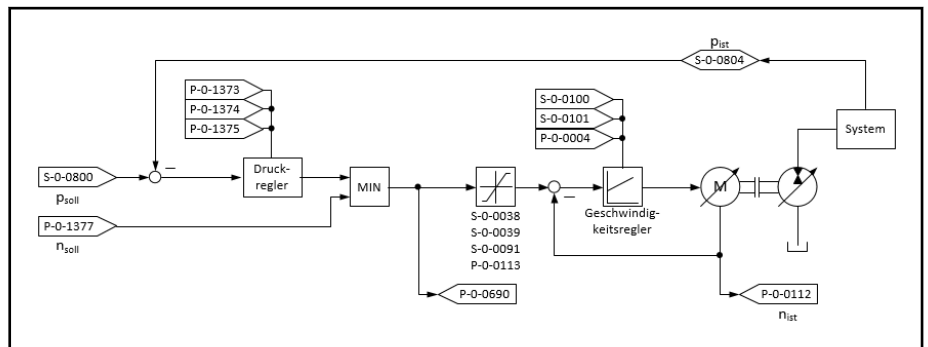 pist
S-0-0804
P-0-1373
P-0-1374
P-0-1375
S-0-0100
S-0-0101
P-0-0004
System
S-0-0800
psoll
Druck-
regler
MIN
M
P-0-1377
nsoll
S-0-0038
S-0-0039
S-0-0091
P-0-0113
Geschwindig-
keitsregler
P-0-0690
P-0-0112
nist